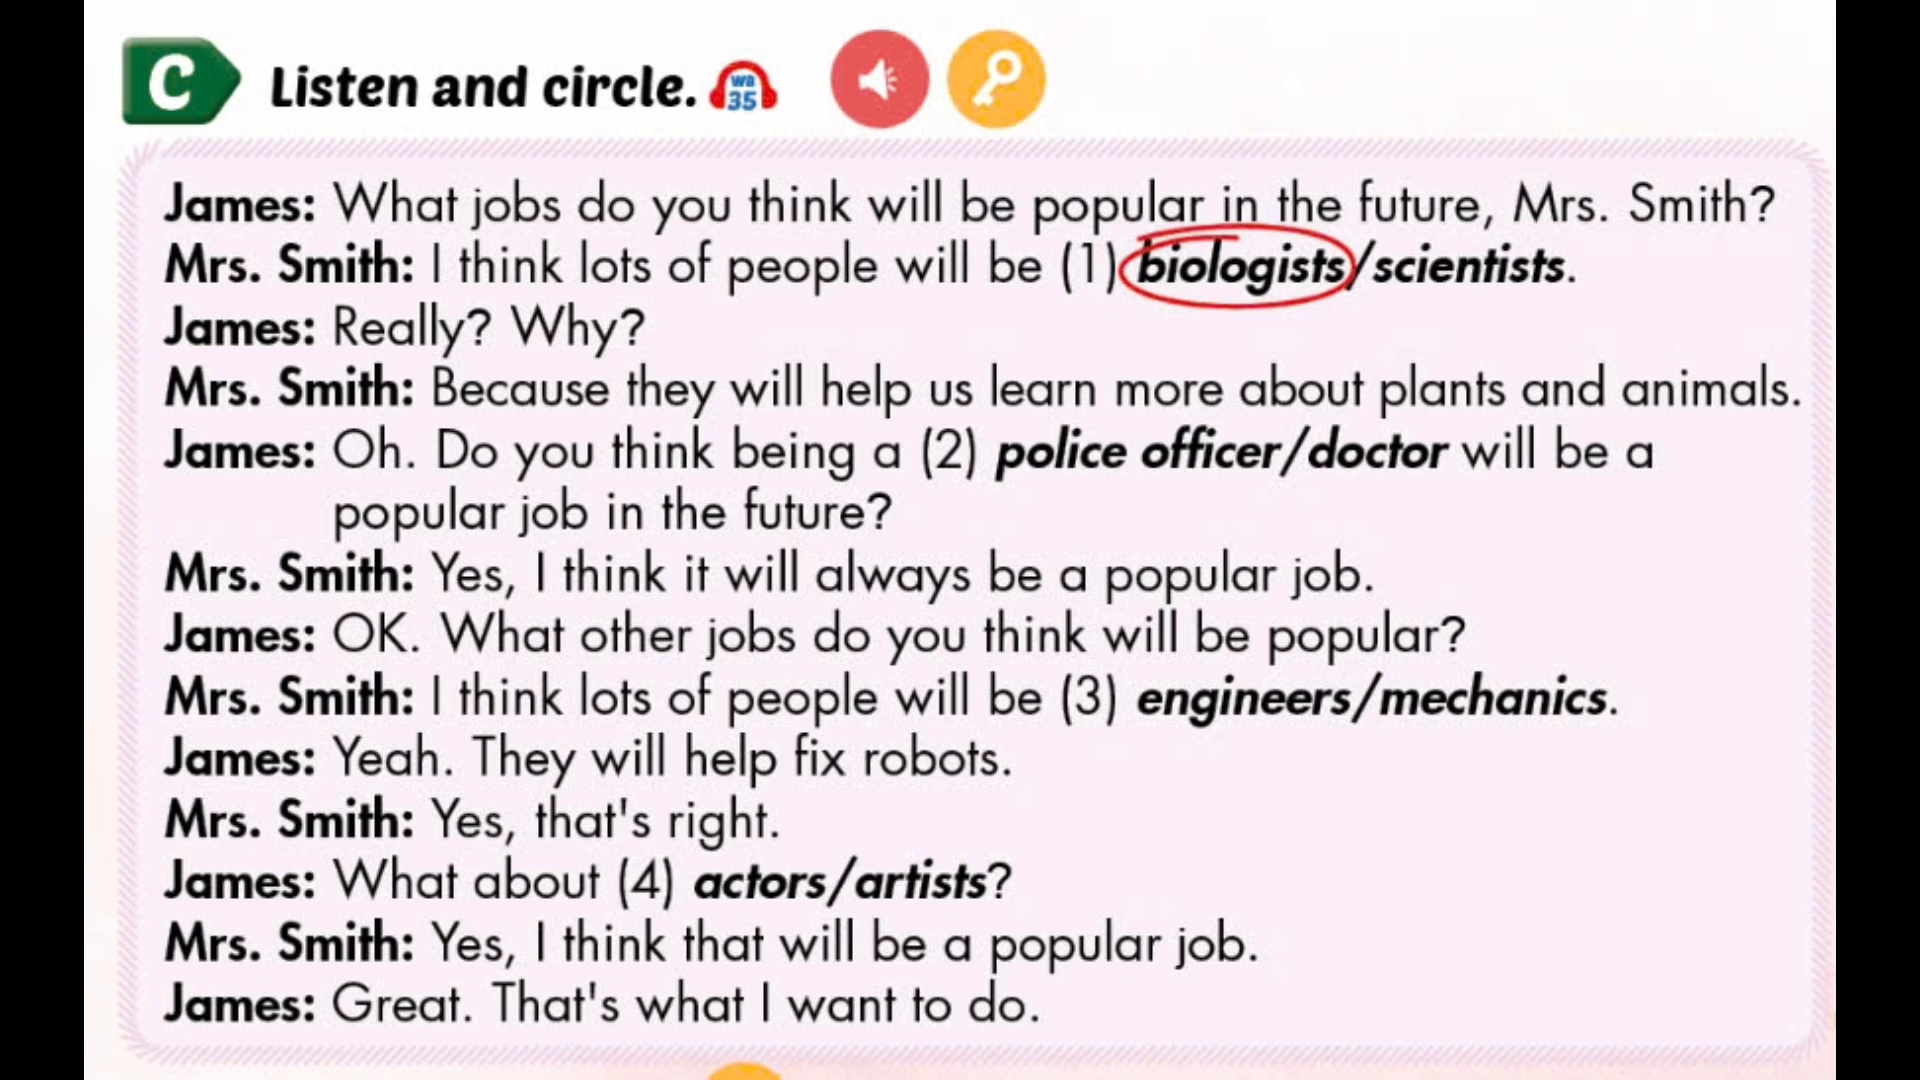 C Listen and circle. WB 35
James: What jobs do you think will be popular in the future, Mrs. Smith?
Mrs. Smith: I think lots of people will be (1) biologists/scientists.
James: Really? Why?
Mrs. Smith: Because they will help us learn more about plants and animals.
James: Oh. Do you think being a (2) police officer/doctor will be a
popular job in the future?
Mrs. Smith: Yes, I think it will always be a popular job.
James: OK. What other jobs do you think will be popular?
Mrs. Smith: I think lots of people will be (3) engineers/mechanics.
James: Yeah. They will help fix robots.
Mrs. Smith: Yes, that's right.
James: What about (4) actors/artists?
Mrs. Smith: Yes, I think that will be a popular job.
James: Great. That's what I want to do.